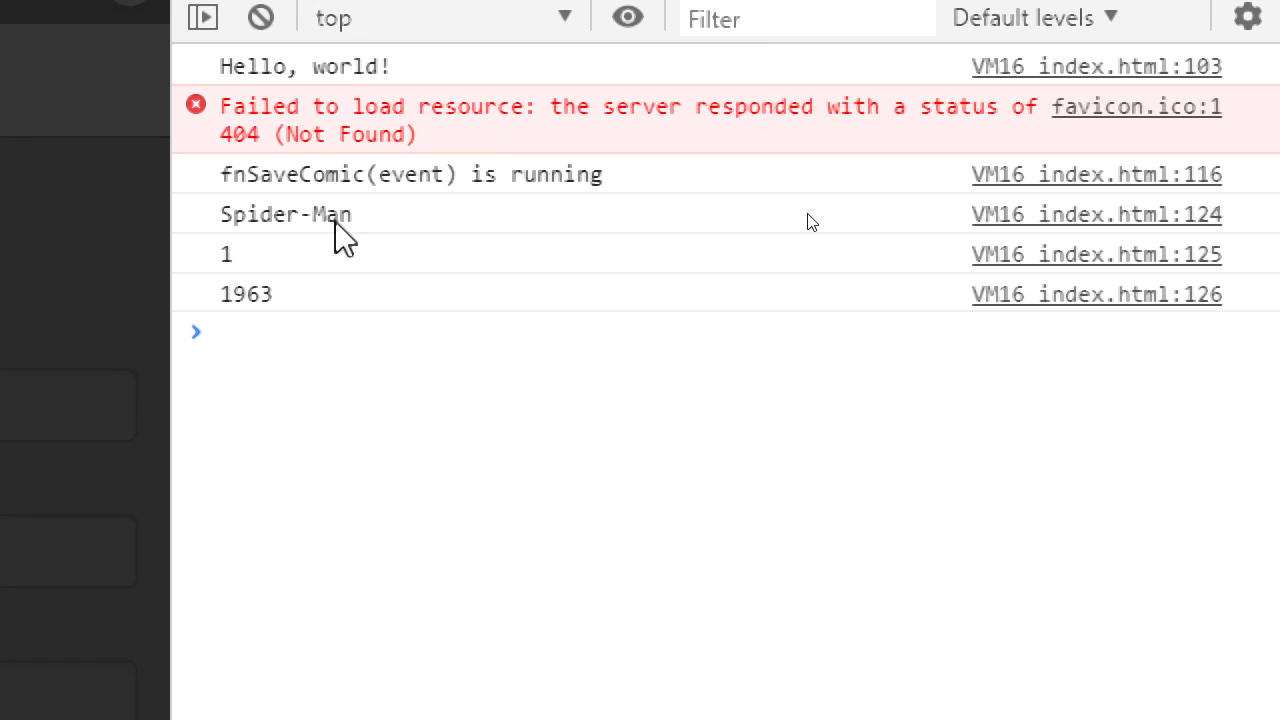 top Filter Default levels
Hello, world! VM16 index.html:103
Failed to load resource: the server responded with a status of favicon.ico:1
404 (Not Found)
fnSaveComic(event) is running VM16 index.html:116
Spider-Man VM16 index.html:124
1 VM16 index.html:125
1963 VM16 index.html:126